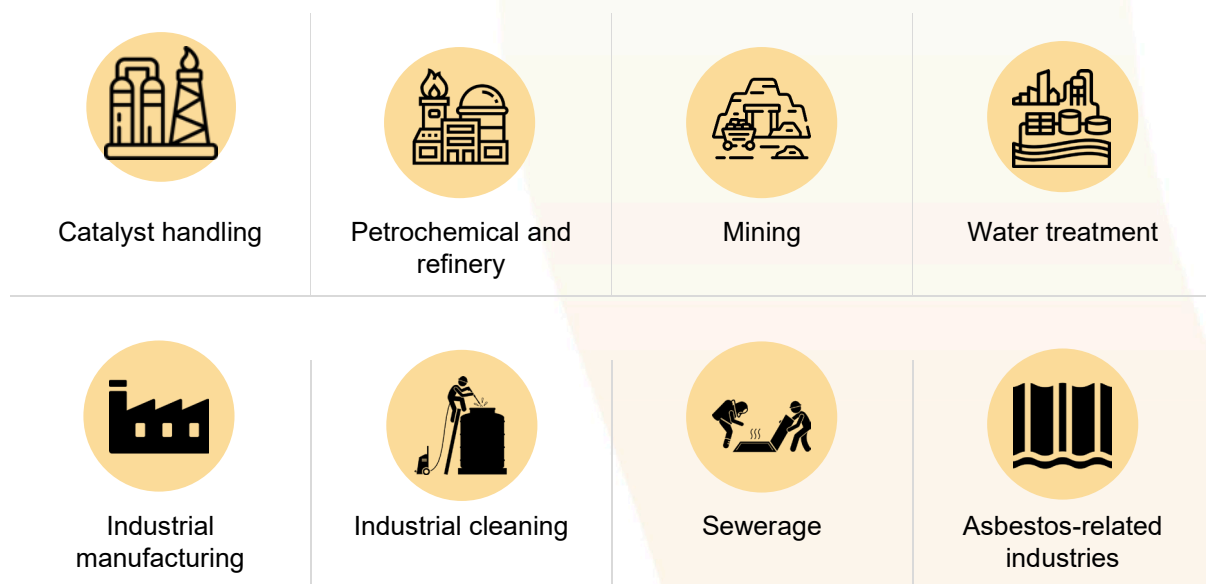 Catalyst handling
Petrochemical and
refinery
Mining
Water treatment
Industrial
manufacturing
Industrial cleaning
Sewerage
Asbestos-related
industries